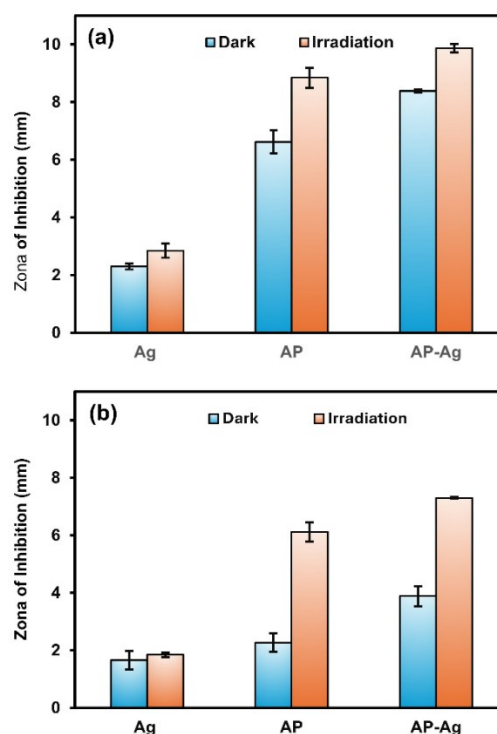 (a)
Dark Irradiation
Zona of Inhibition (mm)
10
8
6
4
2
0
Ag AP AP-Ag
(b)
Dark Irradiation
Zona of Inhibition (mm)
10
8
6
4
2
0
Ag AP AP-Ag